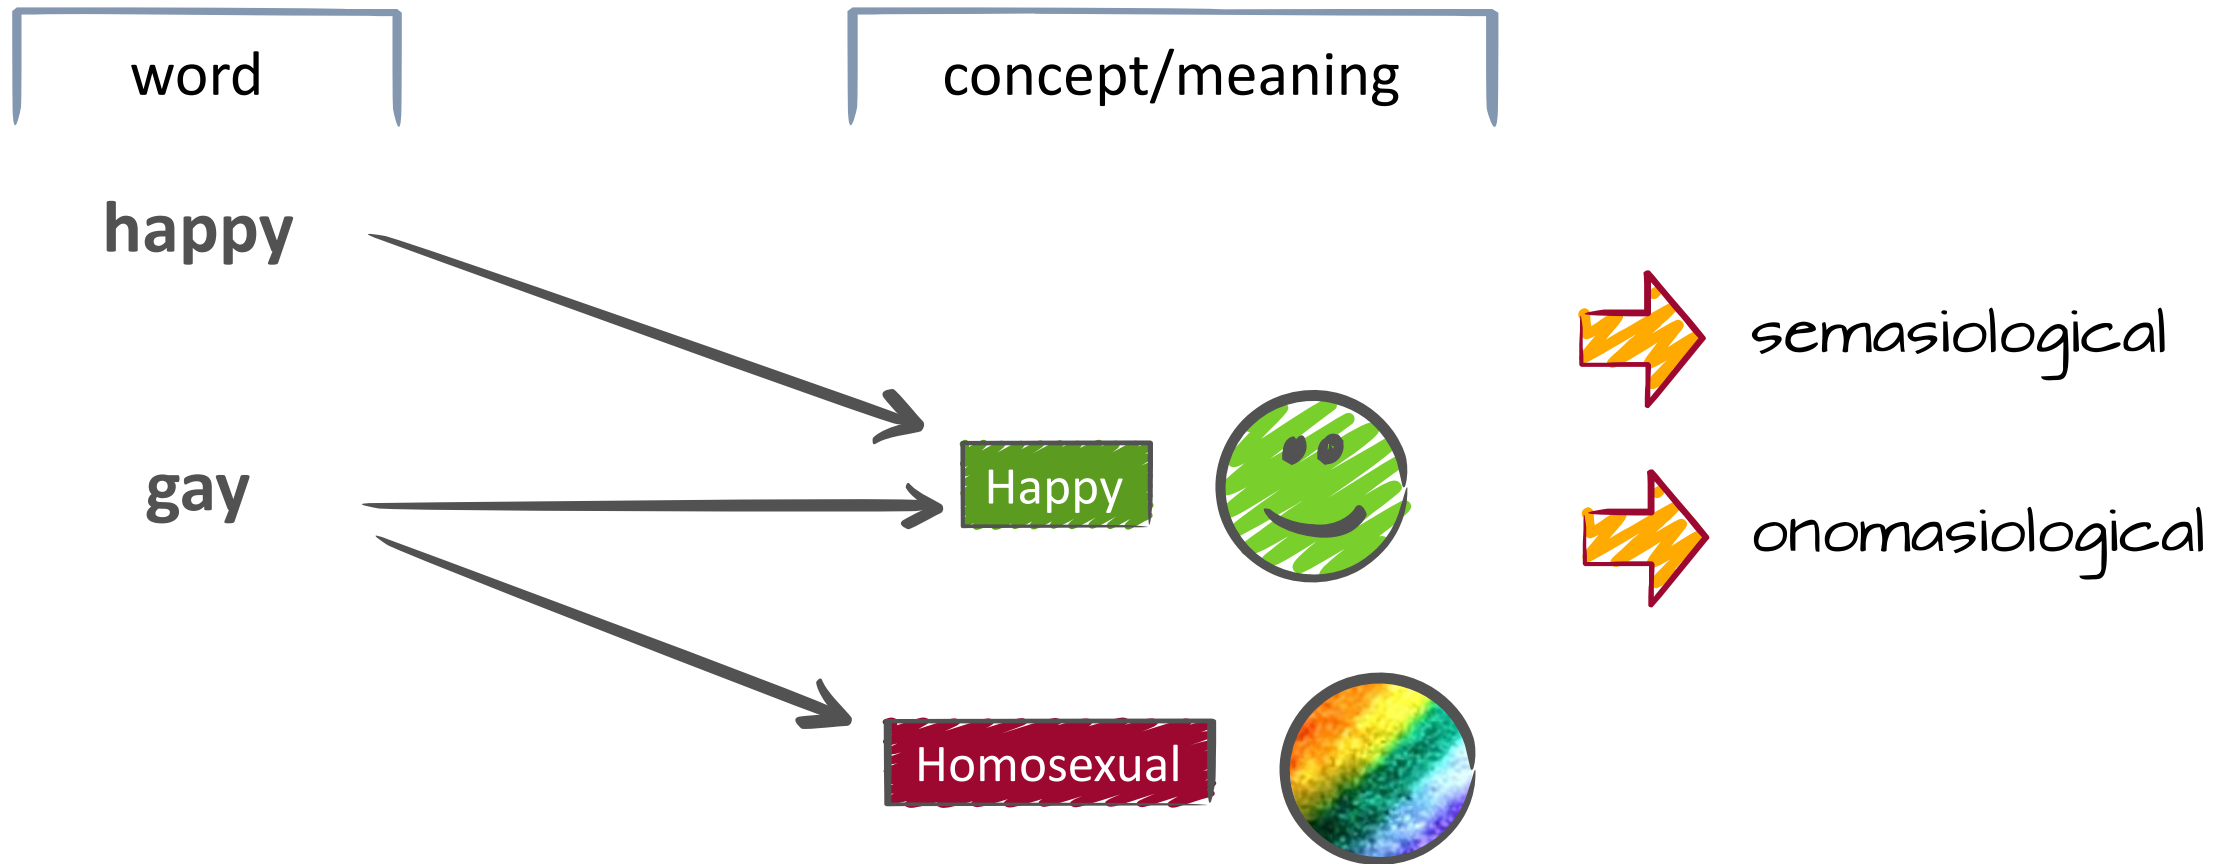 word
concept/meaning
happy
gay
Happy
Homosexual
semasiological
onomasiological